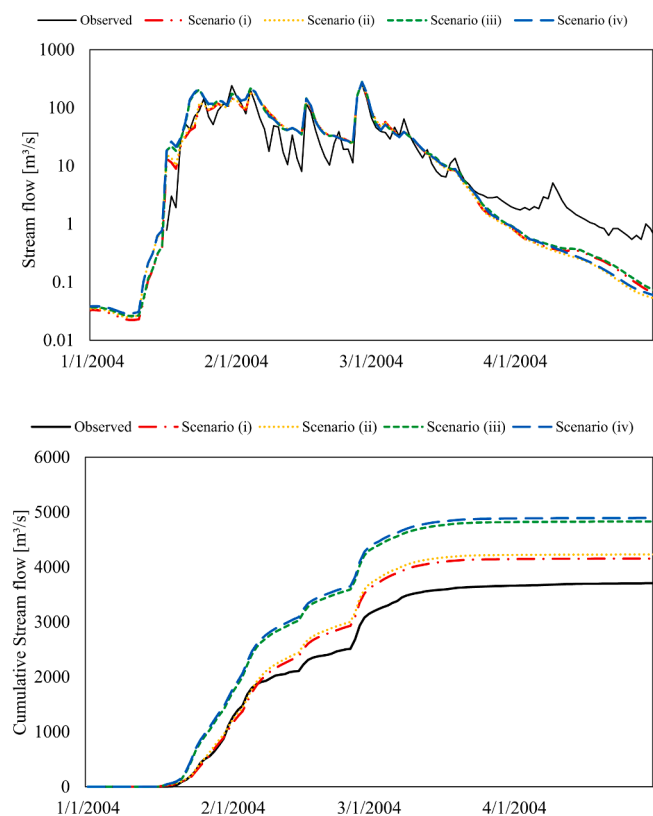 Observed Scenario (i) Scenario (ii) Scenario (iii) Scenario (iv)
Stream flow [m³/s]
1000
100
10
1
0.1
0.01
1/1/2004 2/1/2004 3/1/2004 4/1/2004
Observed Scenario (i) Scenario (ii) Scenario (iii) Scenario (iv)
Cumulative Stream flow [m³/s]
6000
5000
4000
3000
2000
1000
0
1/1/2004 2/1/2004 3/1/2004 4/1/2004